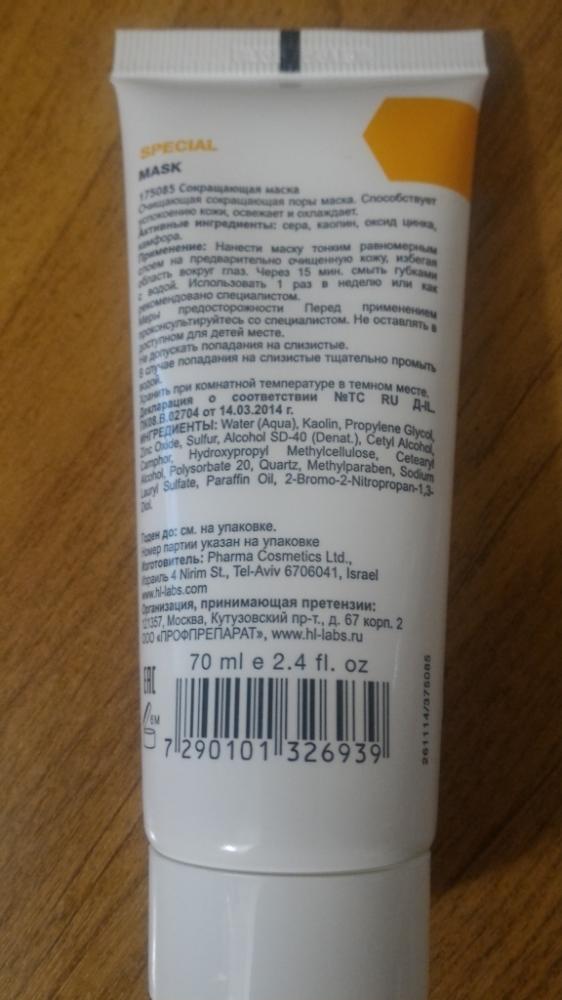 SPECIAL
MASK
175085 Сокращающая маска
Очищающая сокращающая поры маска. Способствует
успокоению кожи, освежает и охлаждает.
Активные ингредиенты: сера, каолин, оксид цинка,
камфора.
Применение: Нанести маску тонким равномерным
слоем на предварительно очищенную кожу, избегая
область вокруг глаз. Через 15 мин. смыть губками
с водой. Использовать 1 раз в неделю или как
рекомендовано специалистом.
Меры предосторожности Перед применением
проконсультируйтесь со специалистом. Не оставлять в
доступном для детей месте.
Не допускать попадания на слизистые.
В случае попадания на слизистые тщательно промыть
водой.
Хранить при комнатной температуре в темном месте.
Декларация о соответствии №ТС RU Д-IL.
ПК08.В.02704 от 14.03.2014 г.
ИНГРЕДИЕНТЫ: Water (Aqua), Kaolin, Propylene Glycol,
Zinc Oxide, Sulfur, Alcohol SD-40 (Denat.), Cetyl Alcohol,
Camphor, Hydroxypropyl Methylcellulose, Cetearyl
Alcohol, Polysorbate 20, Quartz, Methylparaben, Sodium
Lauryl Sulfate, Paraffin Oil, 2-Bromo-2-Nitropropan-1,3-
Diol.
Годен до: см. на упаковке.
Номер партии указан на упаковке
Изготовитель: Pharma Cosmetics Ltd.,
Израиль 4 Nirim St., Tel-Aviv 6706041, Israel
www.hl-labs.com
Организация, принимающая претензии:
121357, Москва, Кутузовский пр-т., д. 67 корп. 2
ООО «ПРОФПРЕПАРАТ», www.hl-labs.ru
70 ml e 2.4 fl. oz
EAC
6M
7 290101 326939
261114/375085